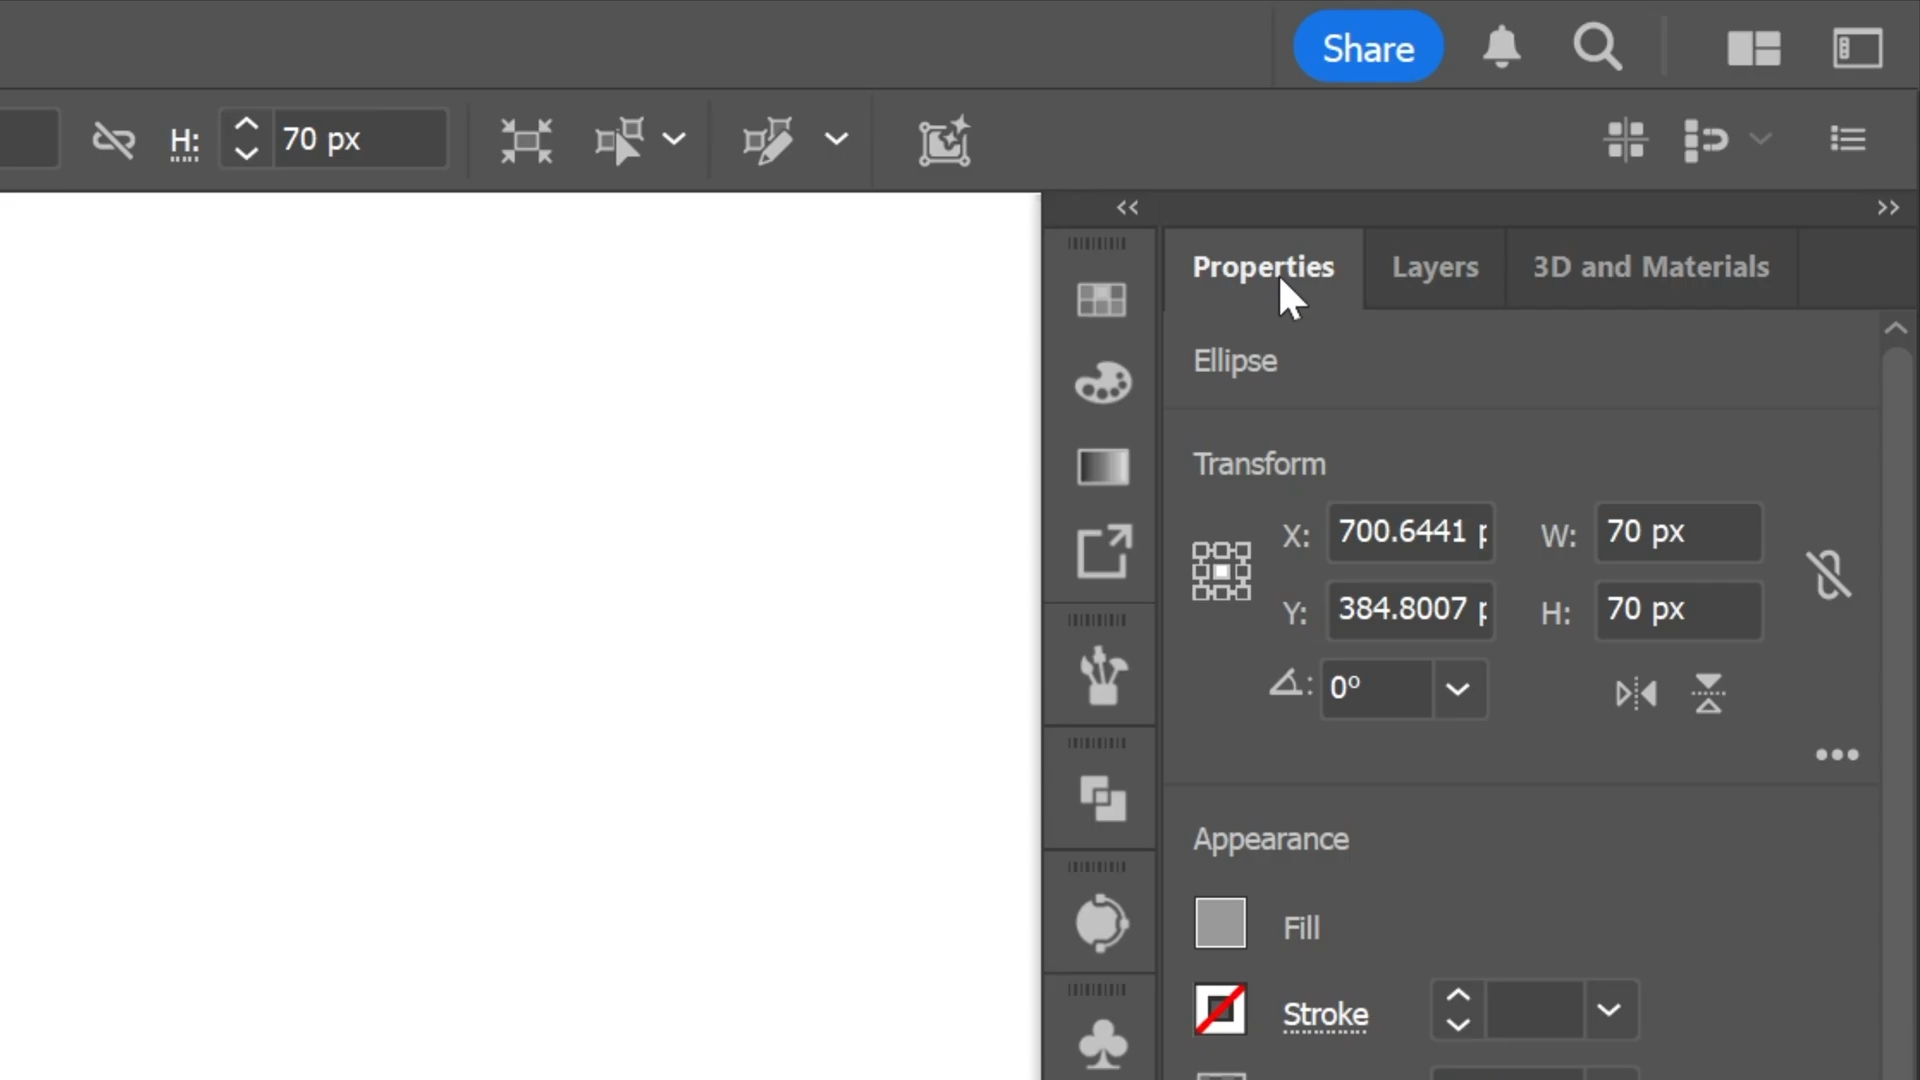 Share
H: 70 px
Properties Layers 3D and Materials
Ellipse
Transform
X: 700.6441 p W: 70 px
Y: 384.8007 p H: 70 px
0°
Appearance
Fill
Stroke